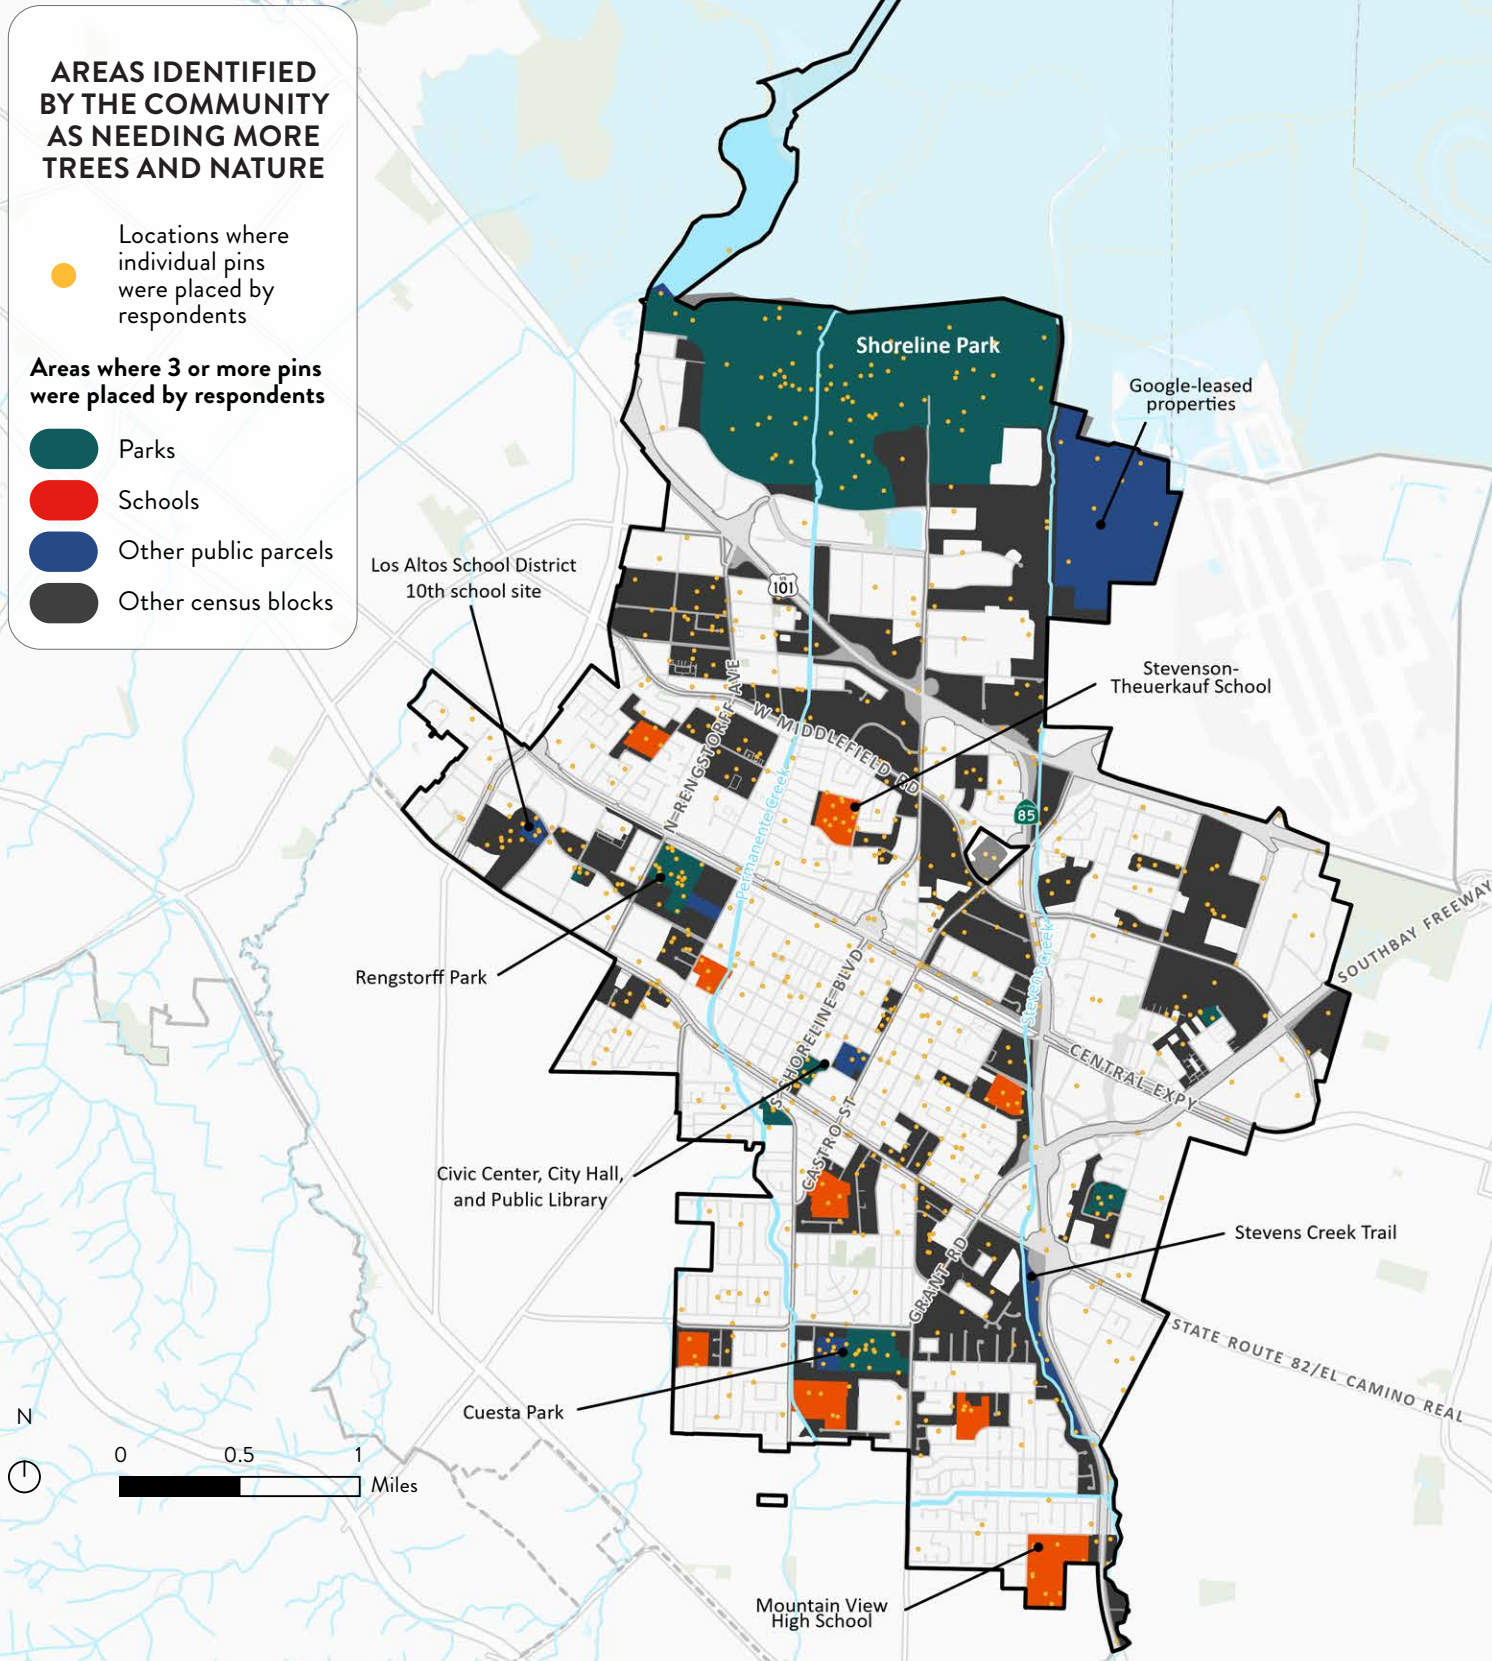 AREAS IDENTIFIED
BY THE COMMUNITY
AS NEEDING MORE
TREES AND NATURE
Locations where
individual pins
were placed by
respondents
Areas where 3 or more pins
were placed by respondents
Parks
Schools
Other public parcels
Other census blocks
Shoreline Park
Google-leased
properties
Los Altos School District
10th school site
US
101
Stevenson-
Theuerkauf School
N RENGSTORFF AVE
W MIDDLEFIELD RD
Permanente Creek
85
SOUTHBAY FREEWAY
Rengstorff Park
S SHORELINE BLVD
Stevens Creek
CENTRAL EXPY
CASTRO ST
Civic Center, City Hall,
and Public Library
Stevens Creek Trail
GRANT RD
STATE ROUTE 82/EL CAMINO REAL
Cuesta Park
N
0 0.5 1
Miles
Mountain View
High School